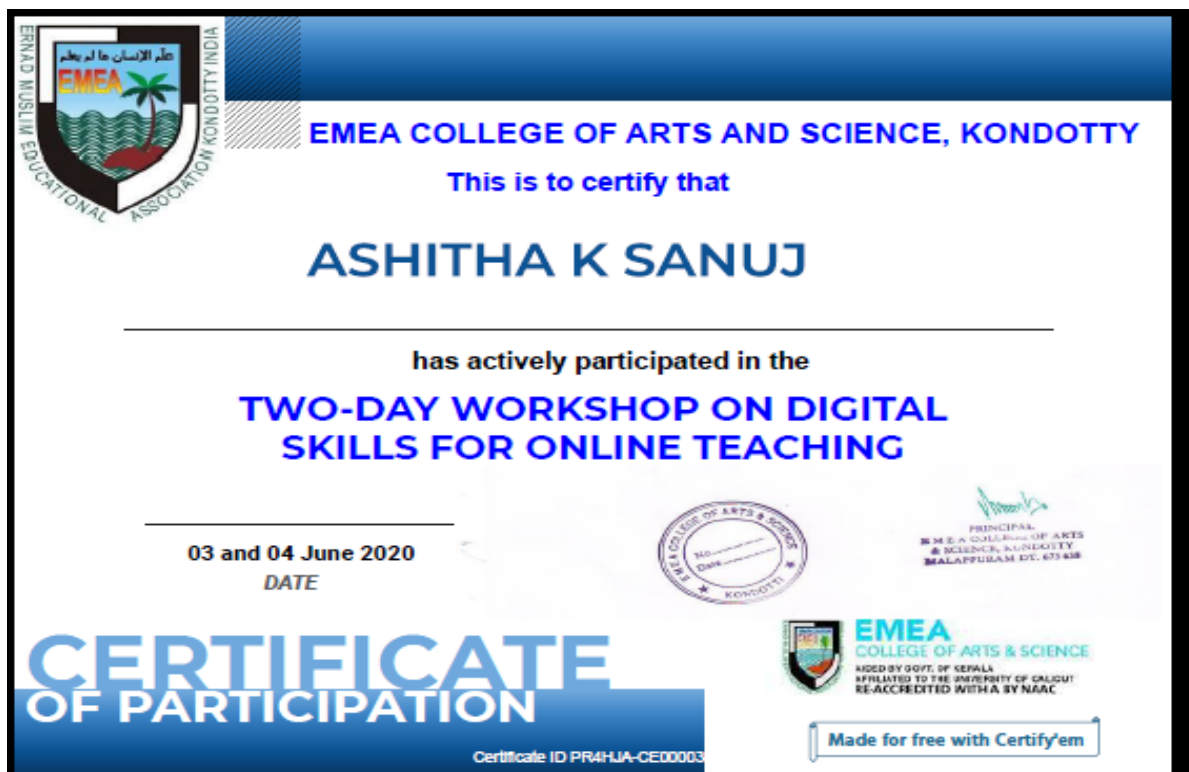 ERNAD MUSLIM EDUCATIONAL ASSOCIATION KONDOTTY INDIA
علم الإنسان ما لم يعلم
EMEA
EMEA COLLEGE OF ARTS AND SCIENCE, KONDOTTY
This is to certify that
ASHITHA K SANUJ
has actively participated in the
TWO-DAY WORKSHOP ON DIGITAL
SKILLS FOR ONLINE TEACHING
03 and 04 June 2020
DATE
EMEA COLLEGE OF ARTS & SCIENCE
No
Date
KONDOTTI
PRINCIPAL
E M E A COLLEGE OF ARTS
& SCIENCE, KONDOTTY
MALAPPURAM DT. 673 638
CERTIFICATE
OF PARTICIPATION
Certificate ID PR4HJA-CE00003
EMEA
COLLEGE OF ARTS & SCIENCE
AIDED BY GOVT. OF KERALA
AFFILIATED TO THE UNIVERSITY OF CALICUT
RE-ACCREDITED WITH A BY NAAC
Made for free with Certify'em